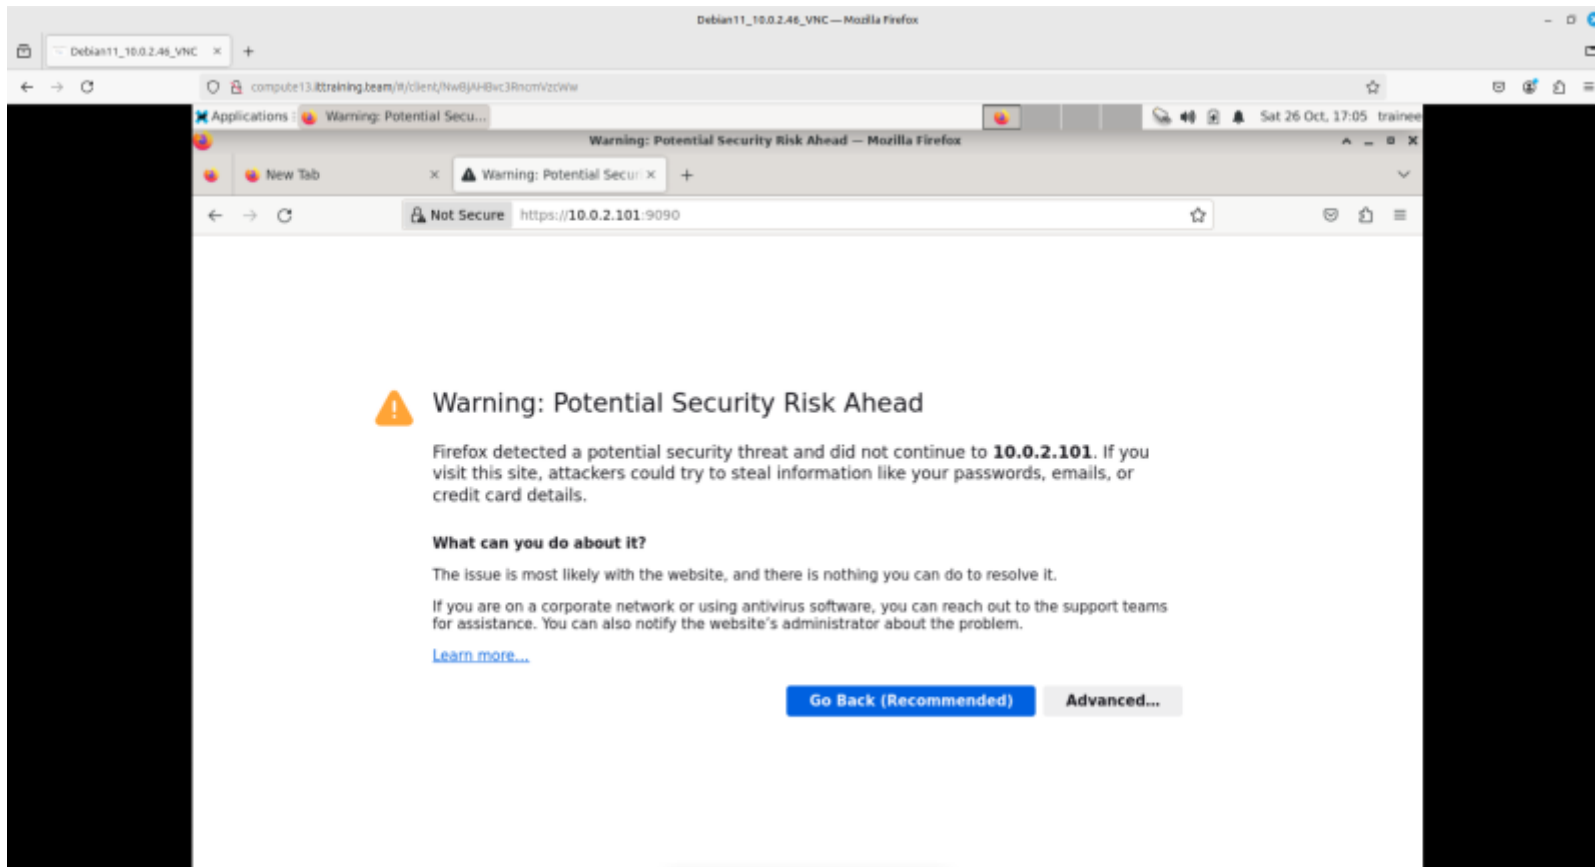 Debian11_10.0.2.46_VNC — Mozilla Firefox
Debian11_10.0.2.46_VNC
compute13.ittraining.team/#/client/
Applications Warning: Potential Secu... Sat 26 Oct, 17:05 trainee
Warning: Potential Security Risk Ahead — Mozilla Firefox
New Tab Warning: Potential Secur
Not Secure https://10.0.2.101:9090
Warning: Potential Security Risk Ahead
Firefox detected a potential security threat and did not continue to 10.0.2.101. If you
visit this site, attackers could try to steal information like your passwords, emails, or
credit card details.
What can you do about it?
The issue is most likely with the website, and there is nothing you can do to resolve it.
If you are on a corporate network or using antivirus software, you can reach out to the support teams
for assistance. You can also notify the website's administrator about the problem.
Learn more...
Go Back (Recommended) Advanced...